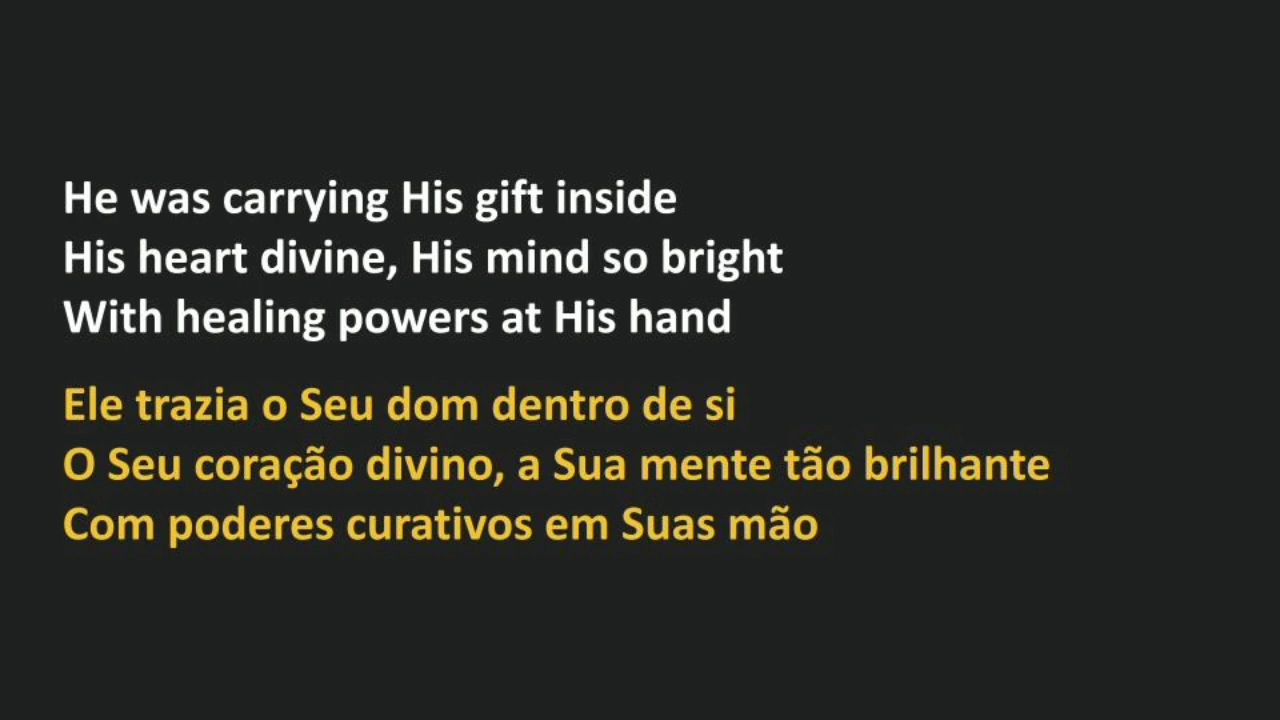 He was carrying His gift inside
His heart divine, His mind so bright
With healing powers at His hand
Ele trazia o Seu dom dentro de si
O Seu coração divino, a Sua mente tão brilhante
Com poderes curativos em Suas mão